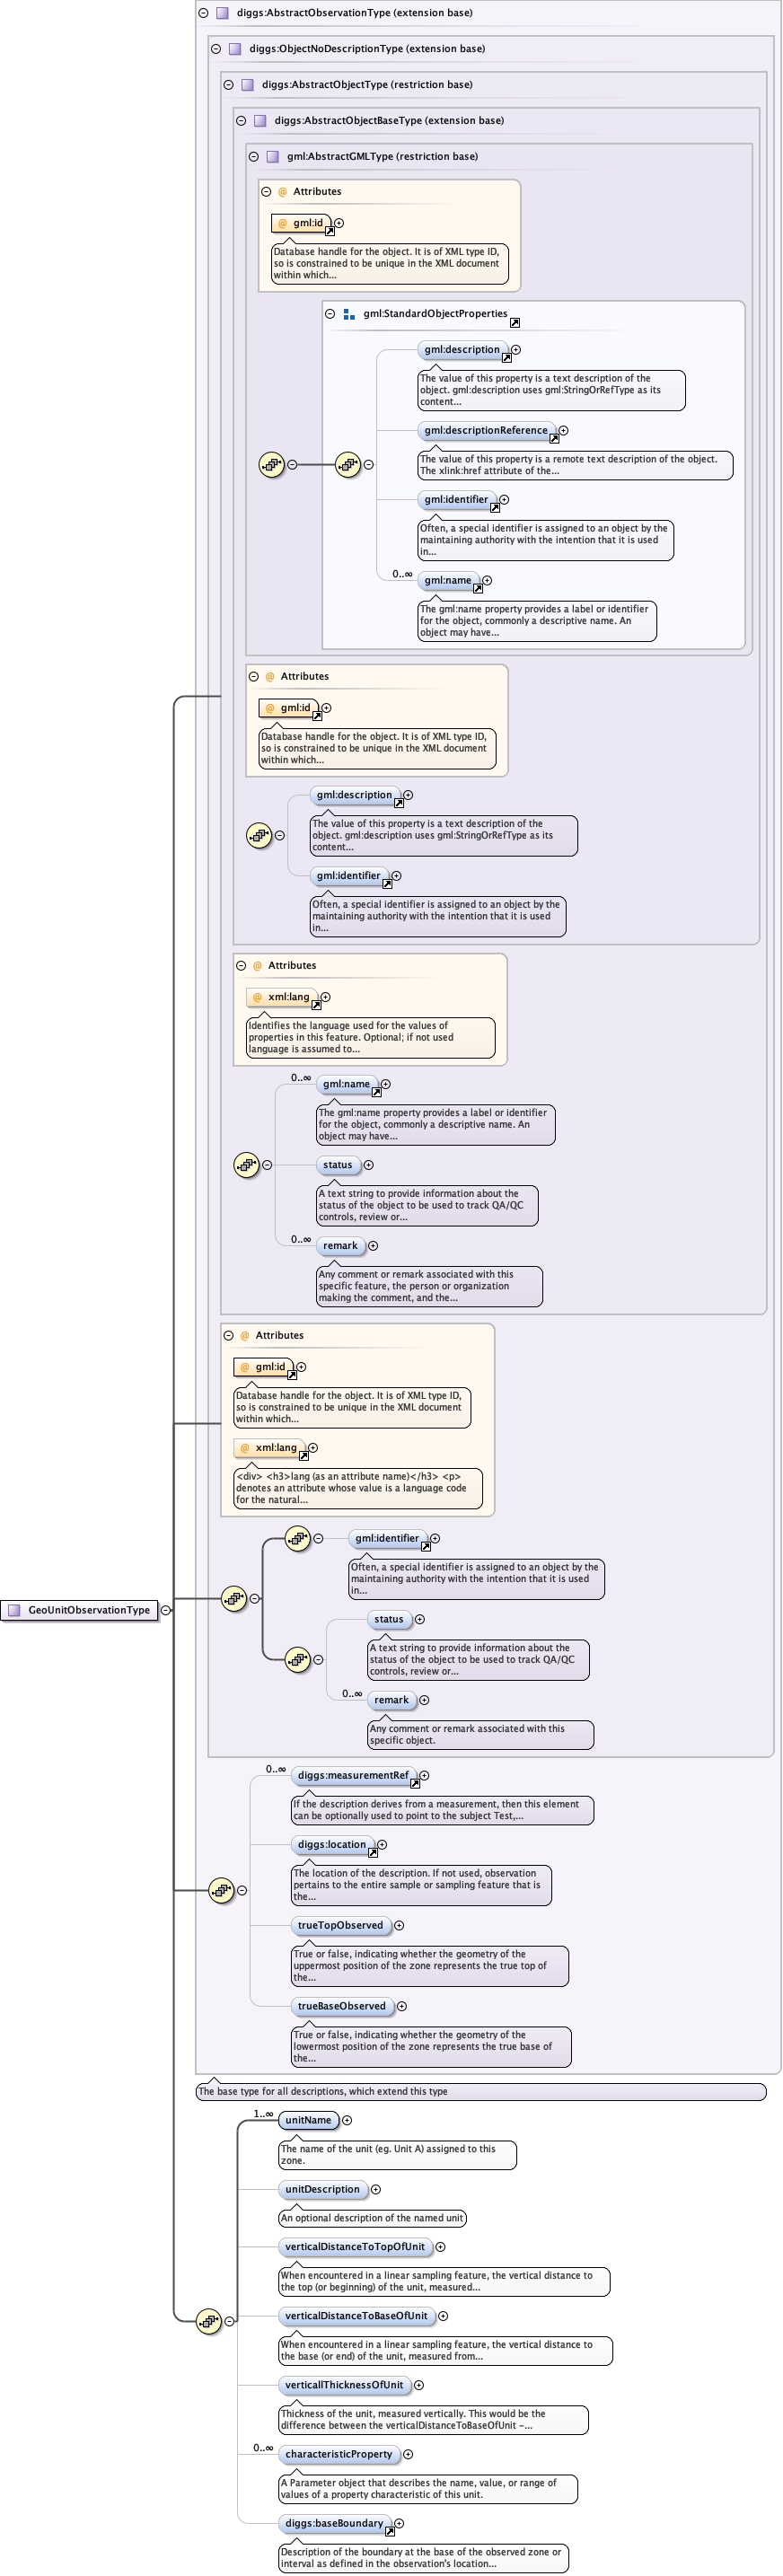 diggs:AbstractObservationType (extension base)
diggs:ObjectNoDescriptionType (extension base)
diggs:AbstractObjectType (restriction base)
diggs:AbstractObjectBaseType (extension base)
gml:AbstractGMLType (restriction base)
@ Attributes
@ gml:id
Database handle for the object. It is of XML type ID,
so is constrained to be unique in the XML document
within which...
gml:StandardObjectProperties
gml:description
The value of this property is a text description of the
object. gml:description uses gml:StringOrRefType as its
content...
gml:descriptionReference
The value of this property is a remote text description of the object.
The xlink:href attribute of the...
gml:identifier
Often, a special identifier is assigned to an object by the
maintaining authority with the intention that it is used
in...
0..∞
gml:name
The gml:name property provides a label or identifier
for the object, commonly a descriptive name. An
object may have...
@ Attributes
@ gml:id
Database handle for the object. It is of XML type ID,
so is constrained to be unique in the XML document
within which...
gml:description
The value of this property is a text description of the
object. gml:description uses gml:StringOrRefType as its
content...
gml:identifier
Often, a special identifier is assigned to an object by the
maintaining authority with the intention that it is used
in...
@ Attributes
@ xml:lang
Identifies the language used for the values of
properties in this feature. Optional; if not used
language is assumed to...
0..∞
gml:name
The gml:name property provides a label or identifier
for the object, commonly a descriptive name. An
object may have...
status
A text string to provide information about the
status of the object to be used to track QA/QC
controls, review or...
0..∞
remark
Any comment or remark associated with this
specific feature, the person or organization
making the comment, and the...
@ Attributes
@ gml:id
Database handle for the object. It is of XML type ID,
so is constrained to be unique in the XML document
within which...
@ xml:lang
<div> <h3>lang (as an attribute name)</h3> <p>
denotes an attribute whose value is a language code
for the natural...
gml:identifier
Often, a special identifier is assigned to an object by the
maintaining authority with the intention that it is used
in...
GeoUnitObservationType
status
A text string to provide information about the
status of the object to be used to track QA/QC
controls, review or...
0..∞
remark
Any comment or remark associated with this
specific object.
0..∞
diggs:measurementRef
If the description derives from a measurement, then this element
can be optionally used to point to the subject Test,...
diggs:location
The location of the description. If not used, observation
pertains to the entire sample or sampling feature that is
the...
trueTopObserved
True or false, indicating whether the geometry of the
uppermost position of the zone represents the true top of
the...
trueBaseObserved
True or false, indicating whether the geometry of the
lowermost position of the zone represents the true base of
the...
The base type for all descriptions, which extend this type
1..∞
unitName
The name of the unit (eg. Unit A) assigned to this
zone.
unitDescription
An optional description of the named unit
verticalDistanceToTopOfUnit
When encountered in a linear sampling feature, the vertical distance to
the top (or beginning) of the unit, measured...
verticalDistanceToBaseOfUnit
When encountered in a linear sampling feature, the vertical distance to
the base (or end) of the unit, measured from...
verticallThicknessOfUnit
Thickness of the unit, measured vertically. This would be the
difference between the verticalDistanceToBaseOfUnit -...
0..∞
characteristicProperty
A Parameter object that describes the name, value, or range of
values of a property characteristic of this unit.
diggs:baseBoundary
Description of the boundary at the base of the observed zone or
interval as defined in the observation's location...